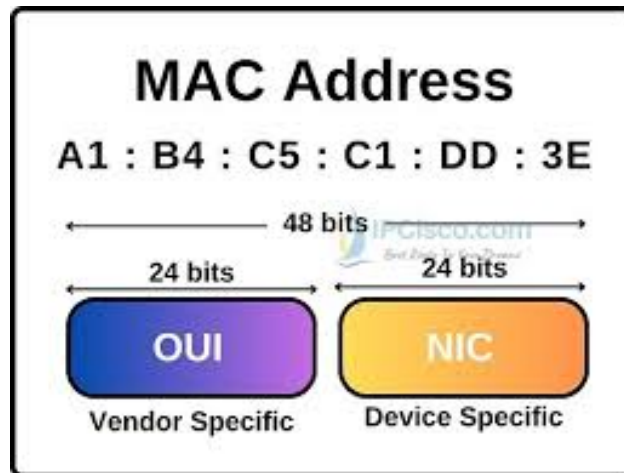 MAC Address
A1 : B4 : C5 : C1 : DD : 3E
48 bits
IPCisco.com
24 bits
24 bits
OUI
NIC
Vendor Specific
Device Specific